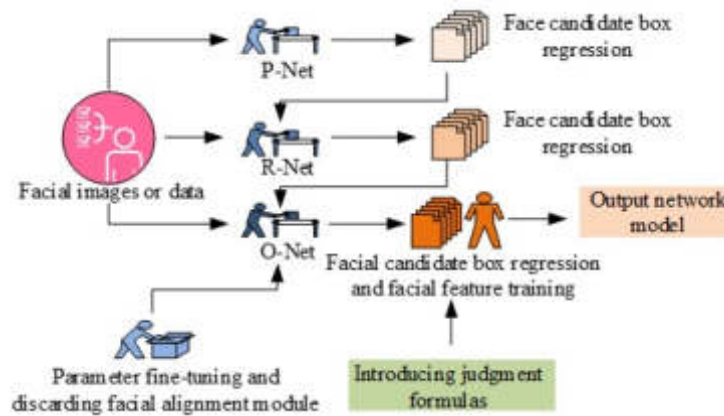 P-Net
Face candidate box
regression
R-Net
Face candidate box
regression
Facial images or data
O-Net
Facial candidate box regression
and facial feature training
Output network
model
Parameter fine-tuning and
discarding facial alignment module
Introducing judgment
formulas